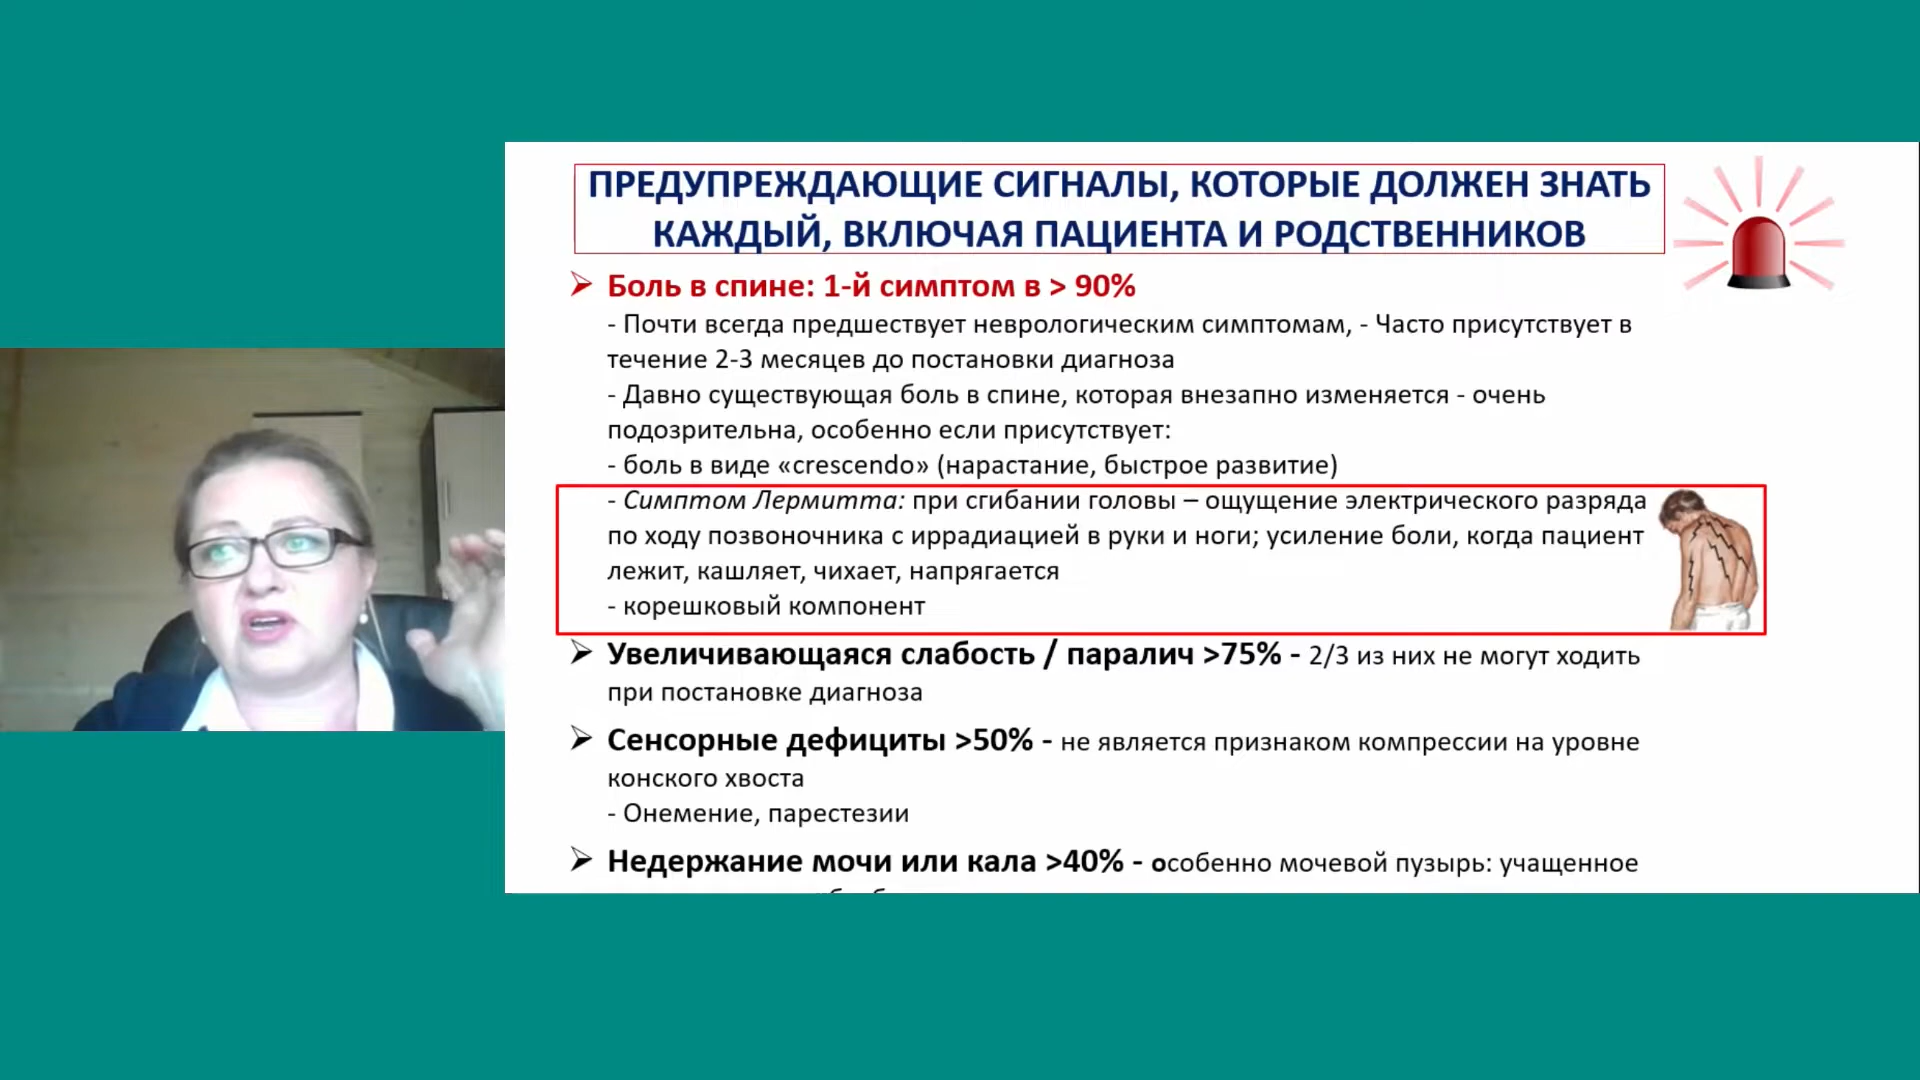 ПРЕДУПРЕЖДАЮЩИЕ СИГНАЛЫ, КОТОРЫЕ ДОЛЖЕН ЗНАТЬ
КАЖДЫЙ, ВКЛЮЧАЯ ПАЦИЕНТА И РОДСТВЕННИКОВ
➢ Боль в спине: 1-й симптом в > 90%
- Почти всегда предшествует неврологическим симптомам, - Часто присутствует в
течение 2-3 месяцев до постановки диагноза
- Давно существующая боль в спине, которая внезапно изменяется - очень
подозрительна, особенно если присутствует:
- боль в виде «crescendo» (нарастание, быстрое развитие)
- Симптом Лермитта: при сгибании головы – ощущение электрического разряда
по ходу позвоночника с иррадиацией в руки и ноги; усиление боли, когда пациент
лежит, кашляет, чихает, напрягается
- корешковый компонент
➢ Увеличивающаяся слабость / паралич >75% - 2/3 из них не могут ходить
при постановке диагноза
➢ Сенсорные дефициты >50% - не является признаком компрессии на уровне
конского хвоста
- Онемение, парестезии
➢ Недержание мочи или кала >40% - особенно мочевой пузырь: учащенное